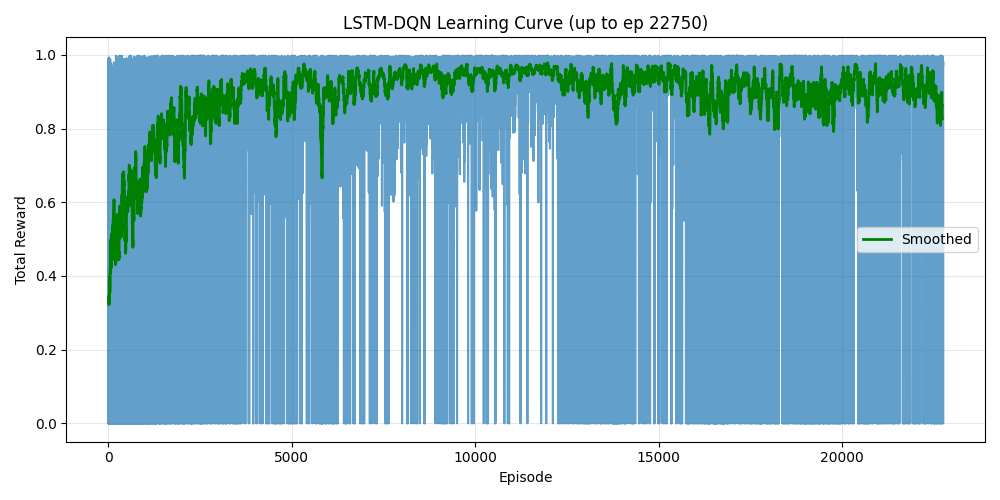 LSTM-DQN Learning Curve (up to ep 22750)
1.0
0.8
0.6
0.4
0.2
0.0
Total Reward
Smoothed
0 5000 10000 15000 20000
Episode